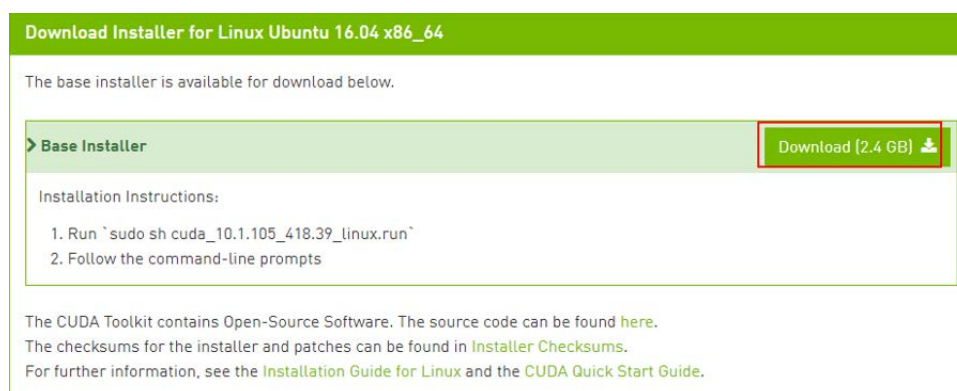 Download Installer for Linux Ubuntu 16.04 x86_64
The base installer is available for download below.
Base Installer
Download (2.4 GB)
Installation Instructions:
1. Run `sudo sh cuda_10.1.105_418.39_linux.run`
2. Follow the command-line prompts
The CUDA Toolkit contains Open-Source Software. The source code can be found here.
The checksums for the installer and patches can be found in Installer Checksums.
For further information, see the Installation Guide for Linux and the CUDA Quick Start Guide.